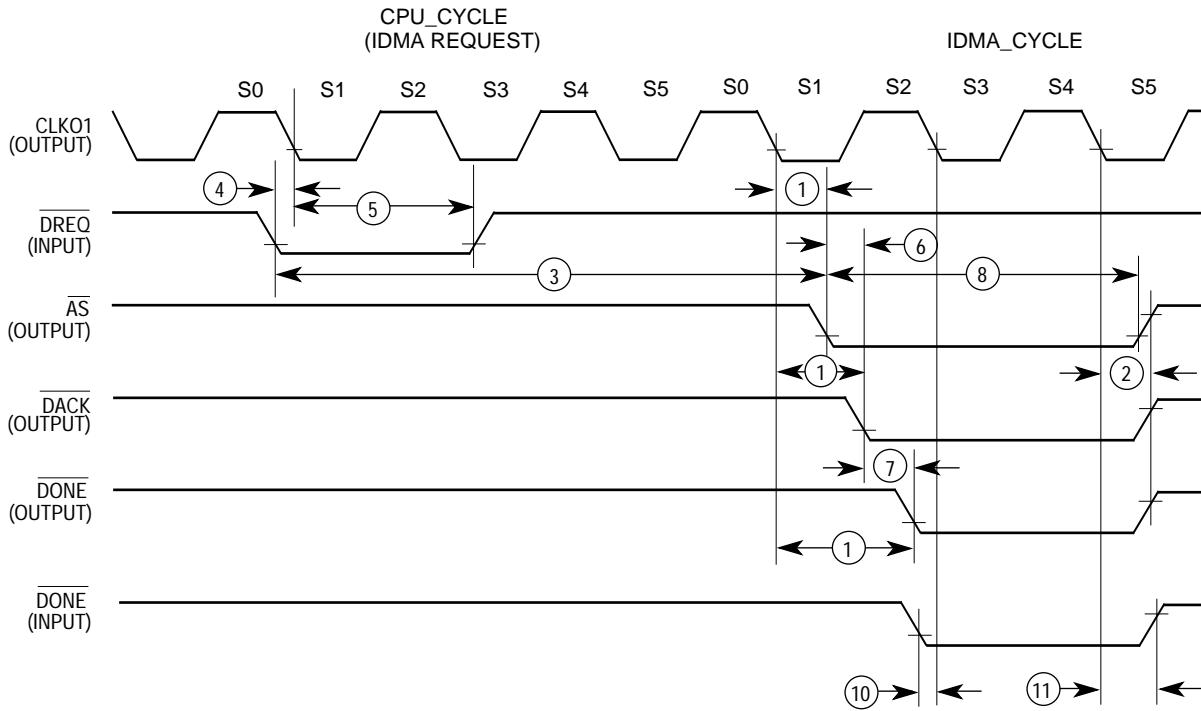 CPU_CYCLE
(IDMA REQUEST)
IDMA_CYCLE
S0 S1 S2 S3 S4 S5 S0 S1 S2 S3 S4 S5
CLKO1
(OUTPUT)
4
5
1
DREQ
(INPUT)
6
3
8
AS
(OUTPUT)
1
2
DACK
(OUTPUT)
7
DONE
(OUTPUT)
1
DONE
(INPUT)
10
11